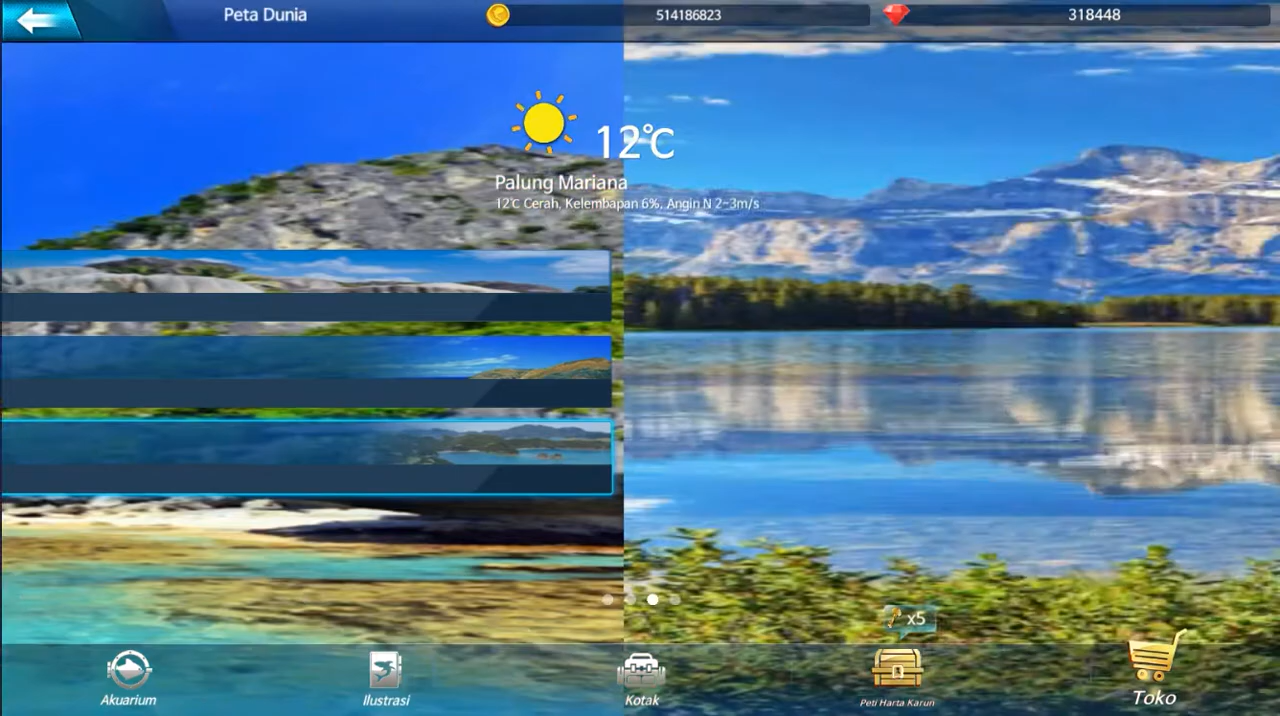 Peta Dunia
514186823
318448
12℃
Palung Mariana
12℃ Cerah, Kelembapan 6%, Angin N 2~3m/s
x5
Akuarium
Ilustrasi
Kotak
Peti Harta Karun
Toko